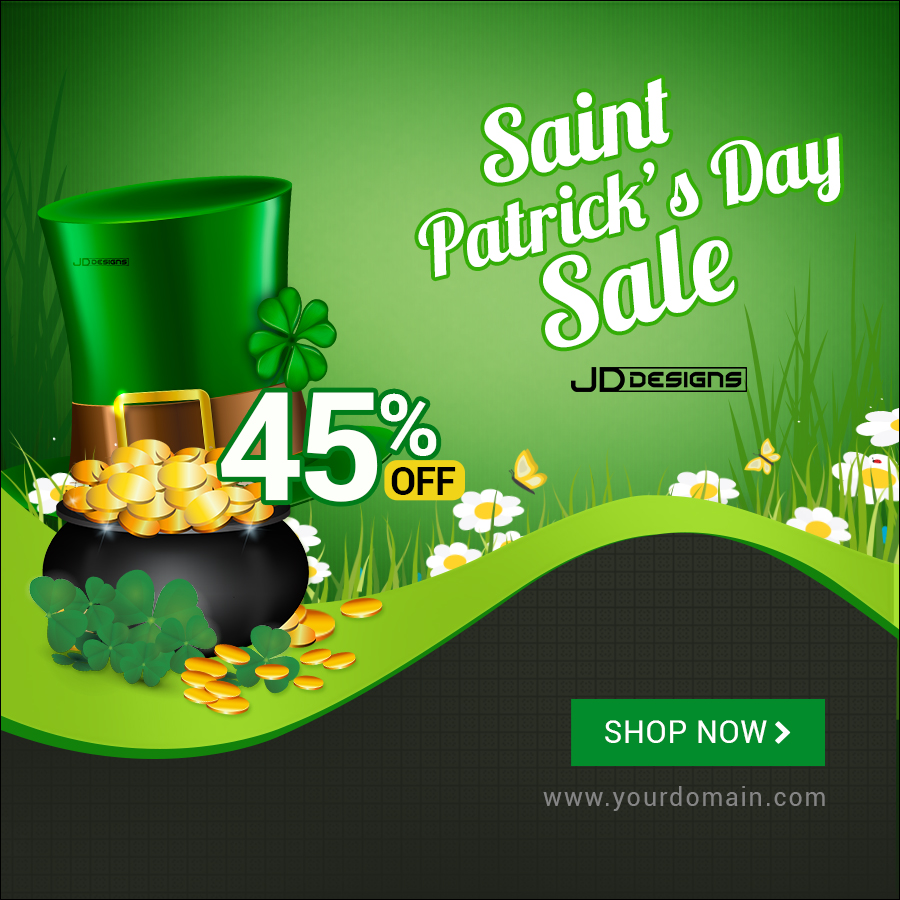 Saint
Patrick's Day
Sale
JD DESIGNS
JD DESIGNS
45%
OFF
SHOP NOW >
www.yourdomain.com